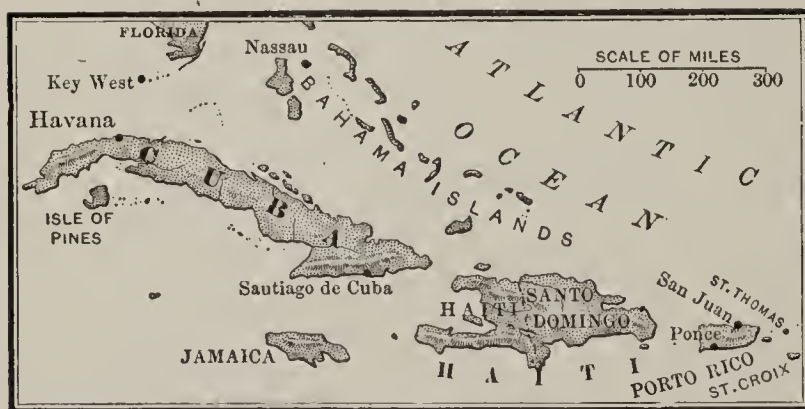 FLORIDA
Nassau
Key West
Havana
ATLANTIC
OCEAN
SCALE OF MILES
0 100 200 300
BAHAMA ISLANDS
CUBA
ISLE OF
PINES
Sautiago de Cuba
JAMAICA
HAITI
SANTO
DOMINGO
HAITI
San Juan
ST. THOMAS
Ponce
PORTO RICO
ST. CROIX